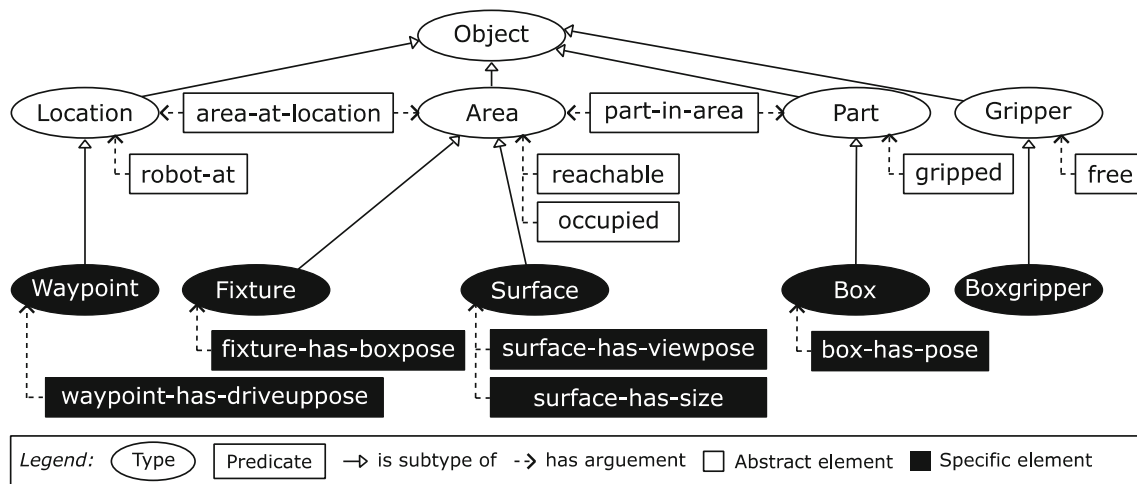 Object
Location
area-at-location
Area
part-in-area
Part
Gripper
robot-at
reachable
gripped
free
occupied
Waypoint
Fixture
Surface
Box
Boxgripper
fixture-has-boxpose
surface-has-viewpose
box-has-pose
waypoint-has-driveuppose
surface-has-size
Legend: Type Predicate is subtype of has arguement Abstract element Specific element